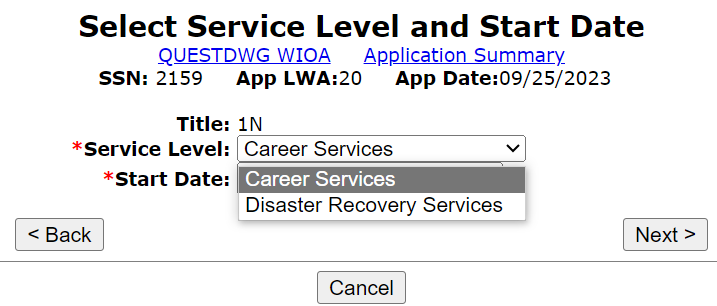 Select Service Level and Start Date
QUESTDWG WIOA Application Summary
SSN: 2159 App LWA:20 App Date:09/25/2023
Title: 1N
*Service Level: Career Services
*Start Date: Career Services
Disaster Recovery Services
< Back Next >
Cancel